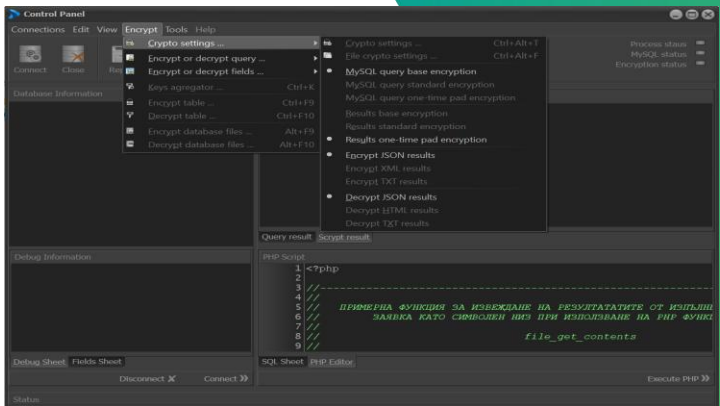 Control Panel
Connections Edit View Encrypt Tools Help
Connect Close
Process staus
MySQL status
Encryption status
Database Information
Crypto settings ...
Encrypt or decrypt query ...
Encrypt or decrypt fields ...
Keys agregator ... Ctrl+K
Encrypt table ... Ctrl+F9
Decrypt table ... Ctrl+F10
Encrypt database files ... Alt+F9
Decrypt database files ... Alt+F10
Crypto settings ... Ctrl+Alt+T
File crypto settings ... Ctrl+Alt+F
MySQL query base encryption
MySQL query standard encryption
MySQL query one-time pad encryption
Results base encryption
Results standard encryption
Results one-time pad encryption
Encrypt JSON results
Encrypt XML results
Encrypt TXT results
Decrypt JSON results
Decrypt HTML results
Decrypt TXT results
Query result Script result
Debug Information
PHP Script
1 <?php
2
3 //----------------------------------------------------
4 //
5 // ПРИМЕРНА ФУНКЦИЯ ЗА ИЗВЕЖДАНЕ НА РЕЗУЛТАТАТИТЕ ОТ ИЗПЪЛНЕ
6 // ЗАЯВКА КАТО СИМВОЛЕН НИЗ ПРИ ИЗПОЛЗВАНЕ НА PHP ФУНКЦ
7 //
8 // file_get_contents
9 //
Debug Sheet Fields Sheet
SQL Sheet PHP Editor
Disconnect Connect
Execute PHP
Status